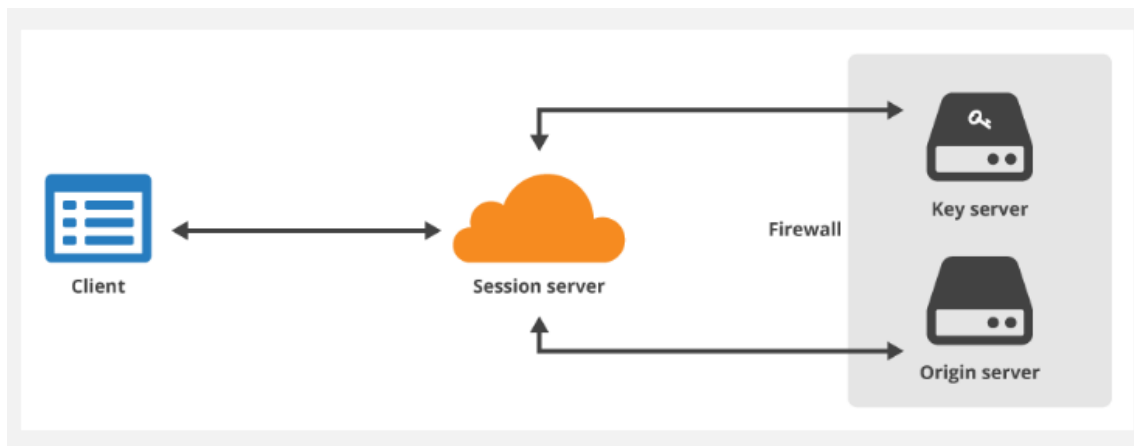 Client
Session server
Firewall
Key server
Origin server